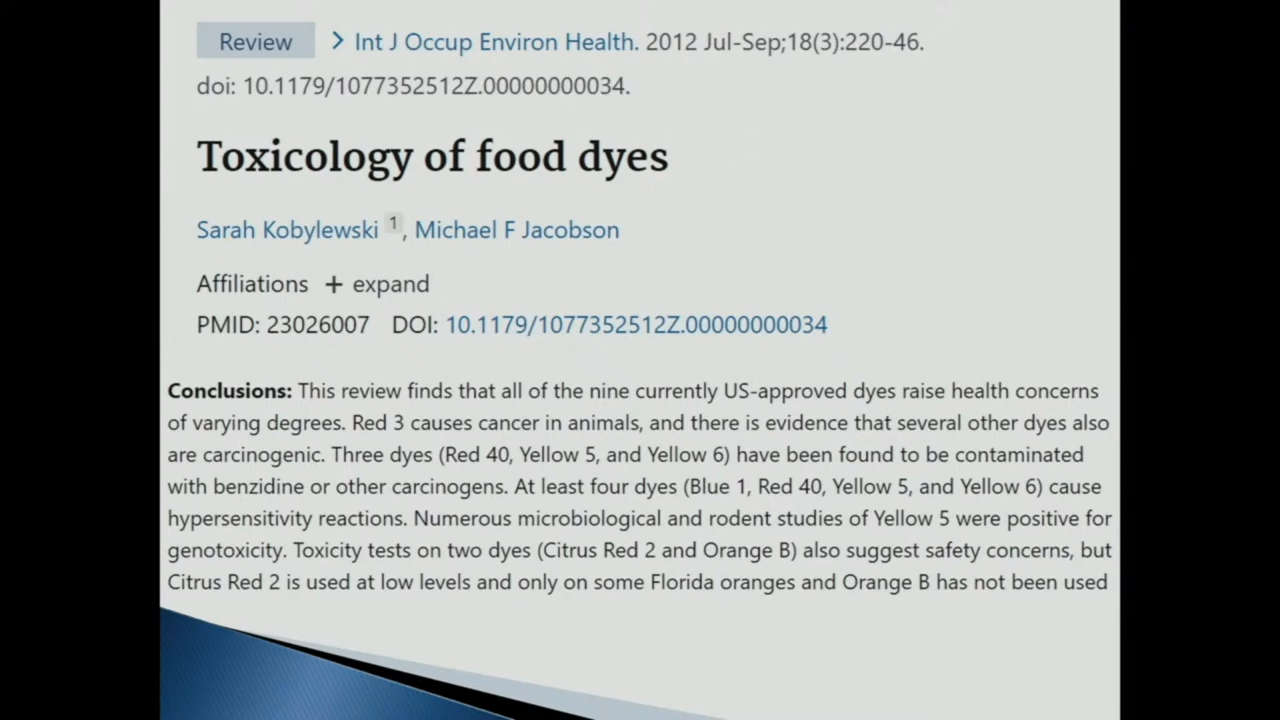 Review > Int J Occup Environ Health. 2012 Jul-Sep;18(3):220-46.
doi: 10.1179/1077352512Z.00000000034.
Toxicology of food dyes
Sarah Kobylewski 1, Michael F Jacobson
Affiliations + expand
PMID: 23026007 DOI: 10.1179/1077352512Z.00000000034
Conclusions: This review finds that all of the nine currently US-approved dyes raise health concerns
of varying degrees. Red 3 causes cancer in animals, and there is evidence that several other dyes also
are carcinogenic. Three dyes (Red 40, Yellow 5, and Yellow 6) have been found to be contaminated
with benzidine or other carcinogens. At least four dyes (Blue 1, Red 40, Yellow 5, and Yellow 6) cause
hypersensitivity reactions. Numerous microbiological and rodent studies of Yellow 5 were positive for
genotoxicity. Toxicity tests on two dyes (Citrus Red 2 and Orange B) also suggest safety concerns, but
Citrus Red 2 is used at low levels and only on some Florida oranges and Orange B has not been used